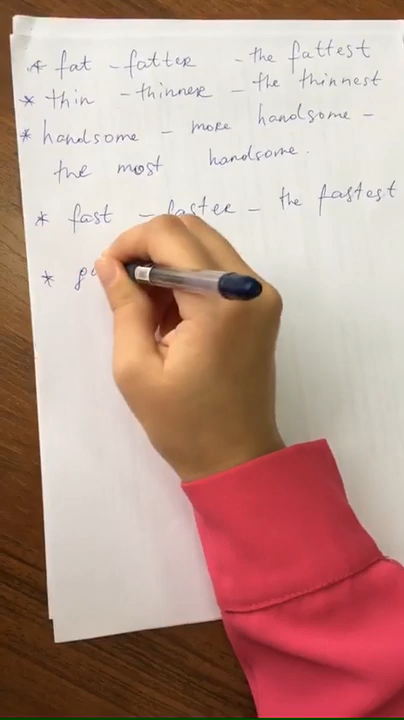 * fat - fatter - the fattest
* thin - thinner - the thinnest
* handsome - more handsome -
the most handsome.
* fast - faster - the fastest
*